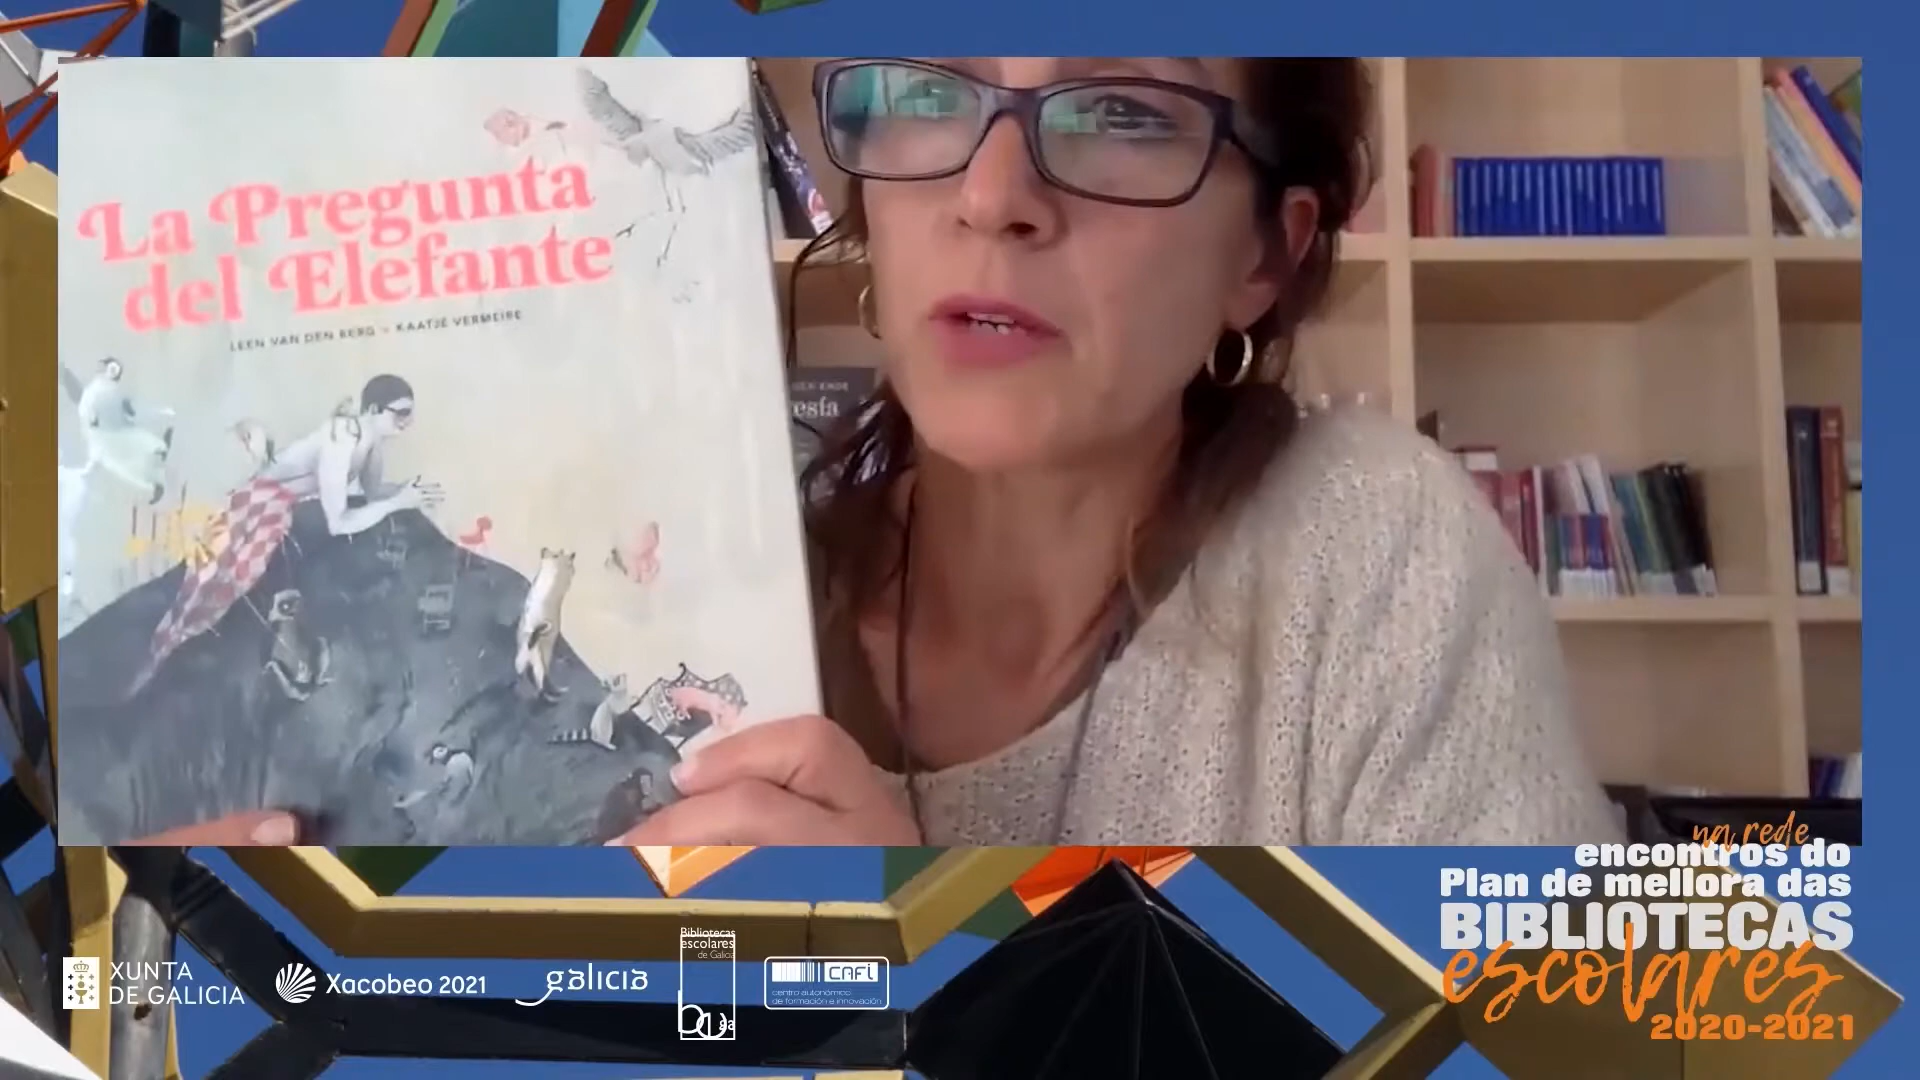 La Pregunta
del Elefante
LEEN VAN DEN BERG - KAATJE VERMEIRE
ENDE
esía
na rede
encontros do
Plan de mellora das
BIBLIOTECAS
escolares
2020-2021
XUNTA
DE GALICIA
Xacobeo 2021
galicia
Bibliotecas
escolares
de Galicia
CAFi
centro autonómico
de formación e innovación